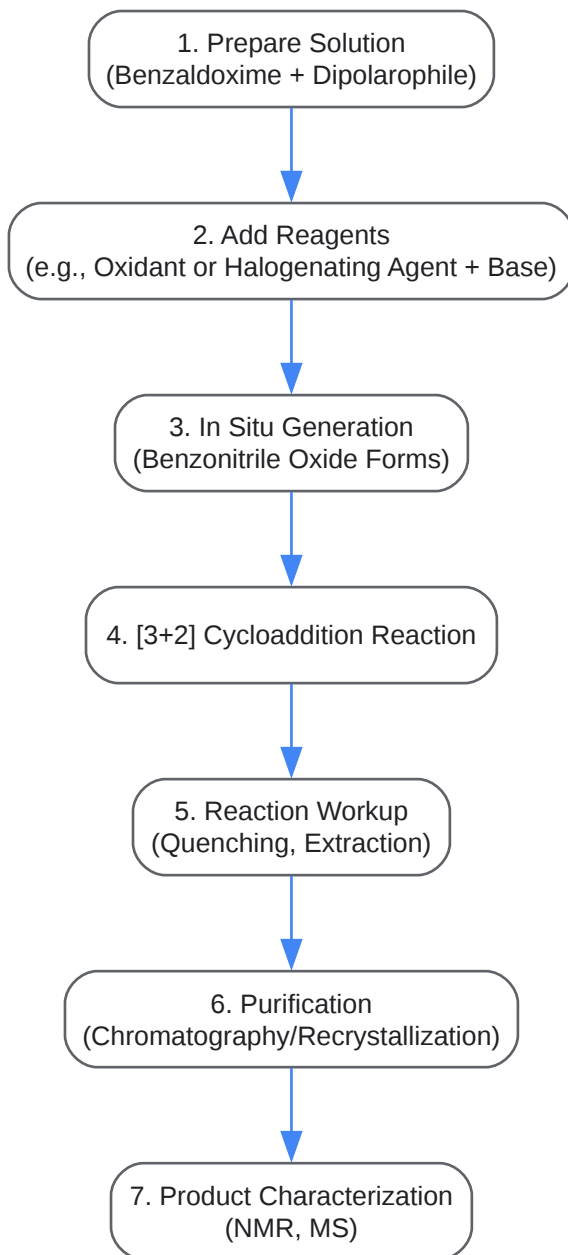 1. Prepare Solution
(Benzaldoxime + Dipolarophile)
2. Add Reagents
(e.g., Oxidant or Halogenating Agent + Base)
3. In Situ Generation
(Benzonitrile Oxide Forms)
4. [3+2] Cycloaddition Reaction
5. Reaction Workup
(Quenching, Extraction)
6. Purification
(Chromatography/Recrystallization)
7. Product Characterization
(NMR, MS)